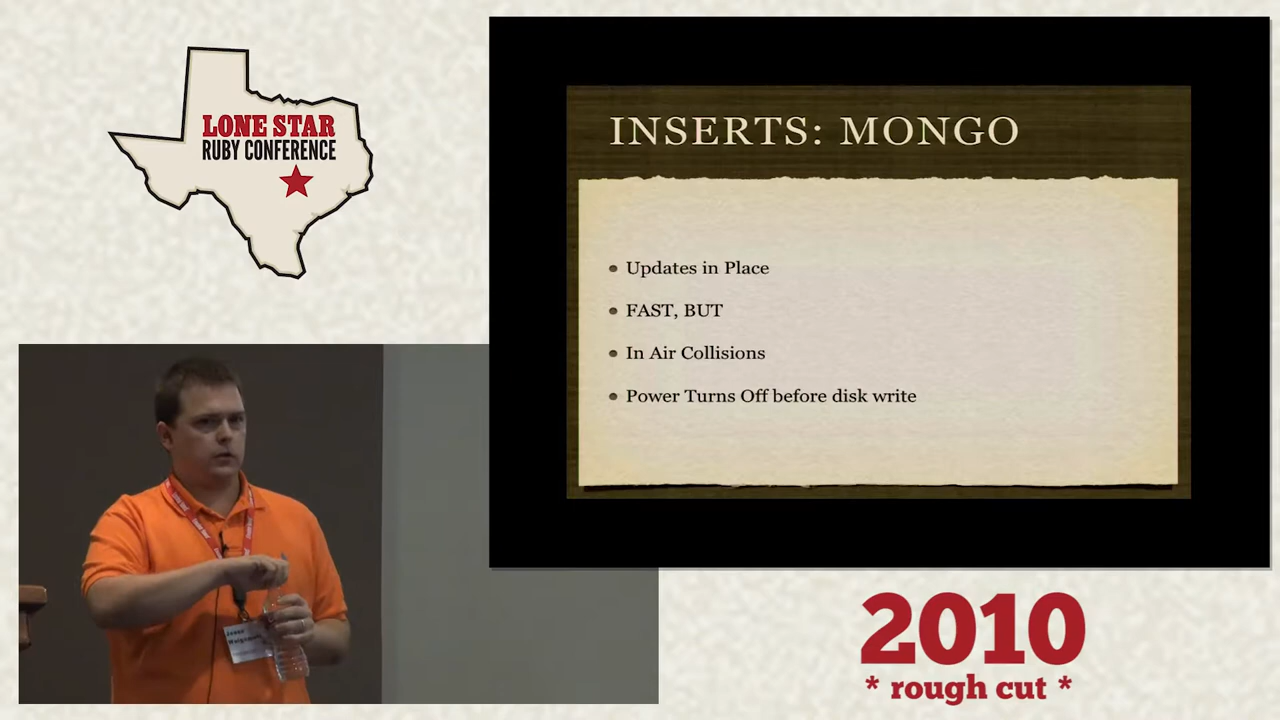 LONE STAR
RUBY CONFERENCE
INSERTS: MONGO
Updates in Place
FAST, BUT
In Air Collisions
Power Turns Off before disk write
2010
* rough cut *